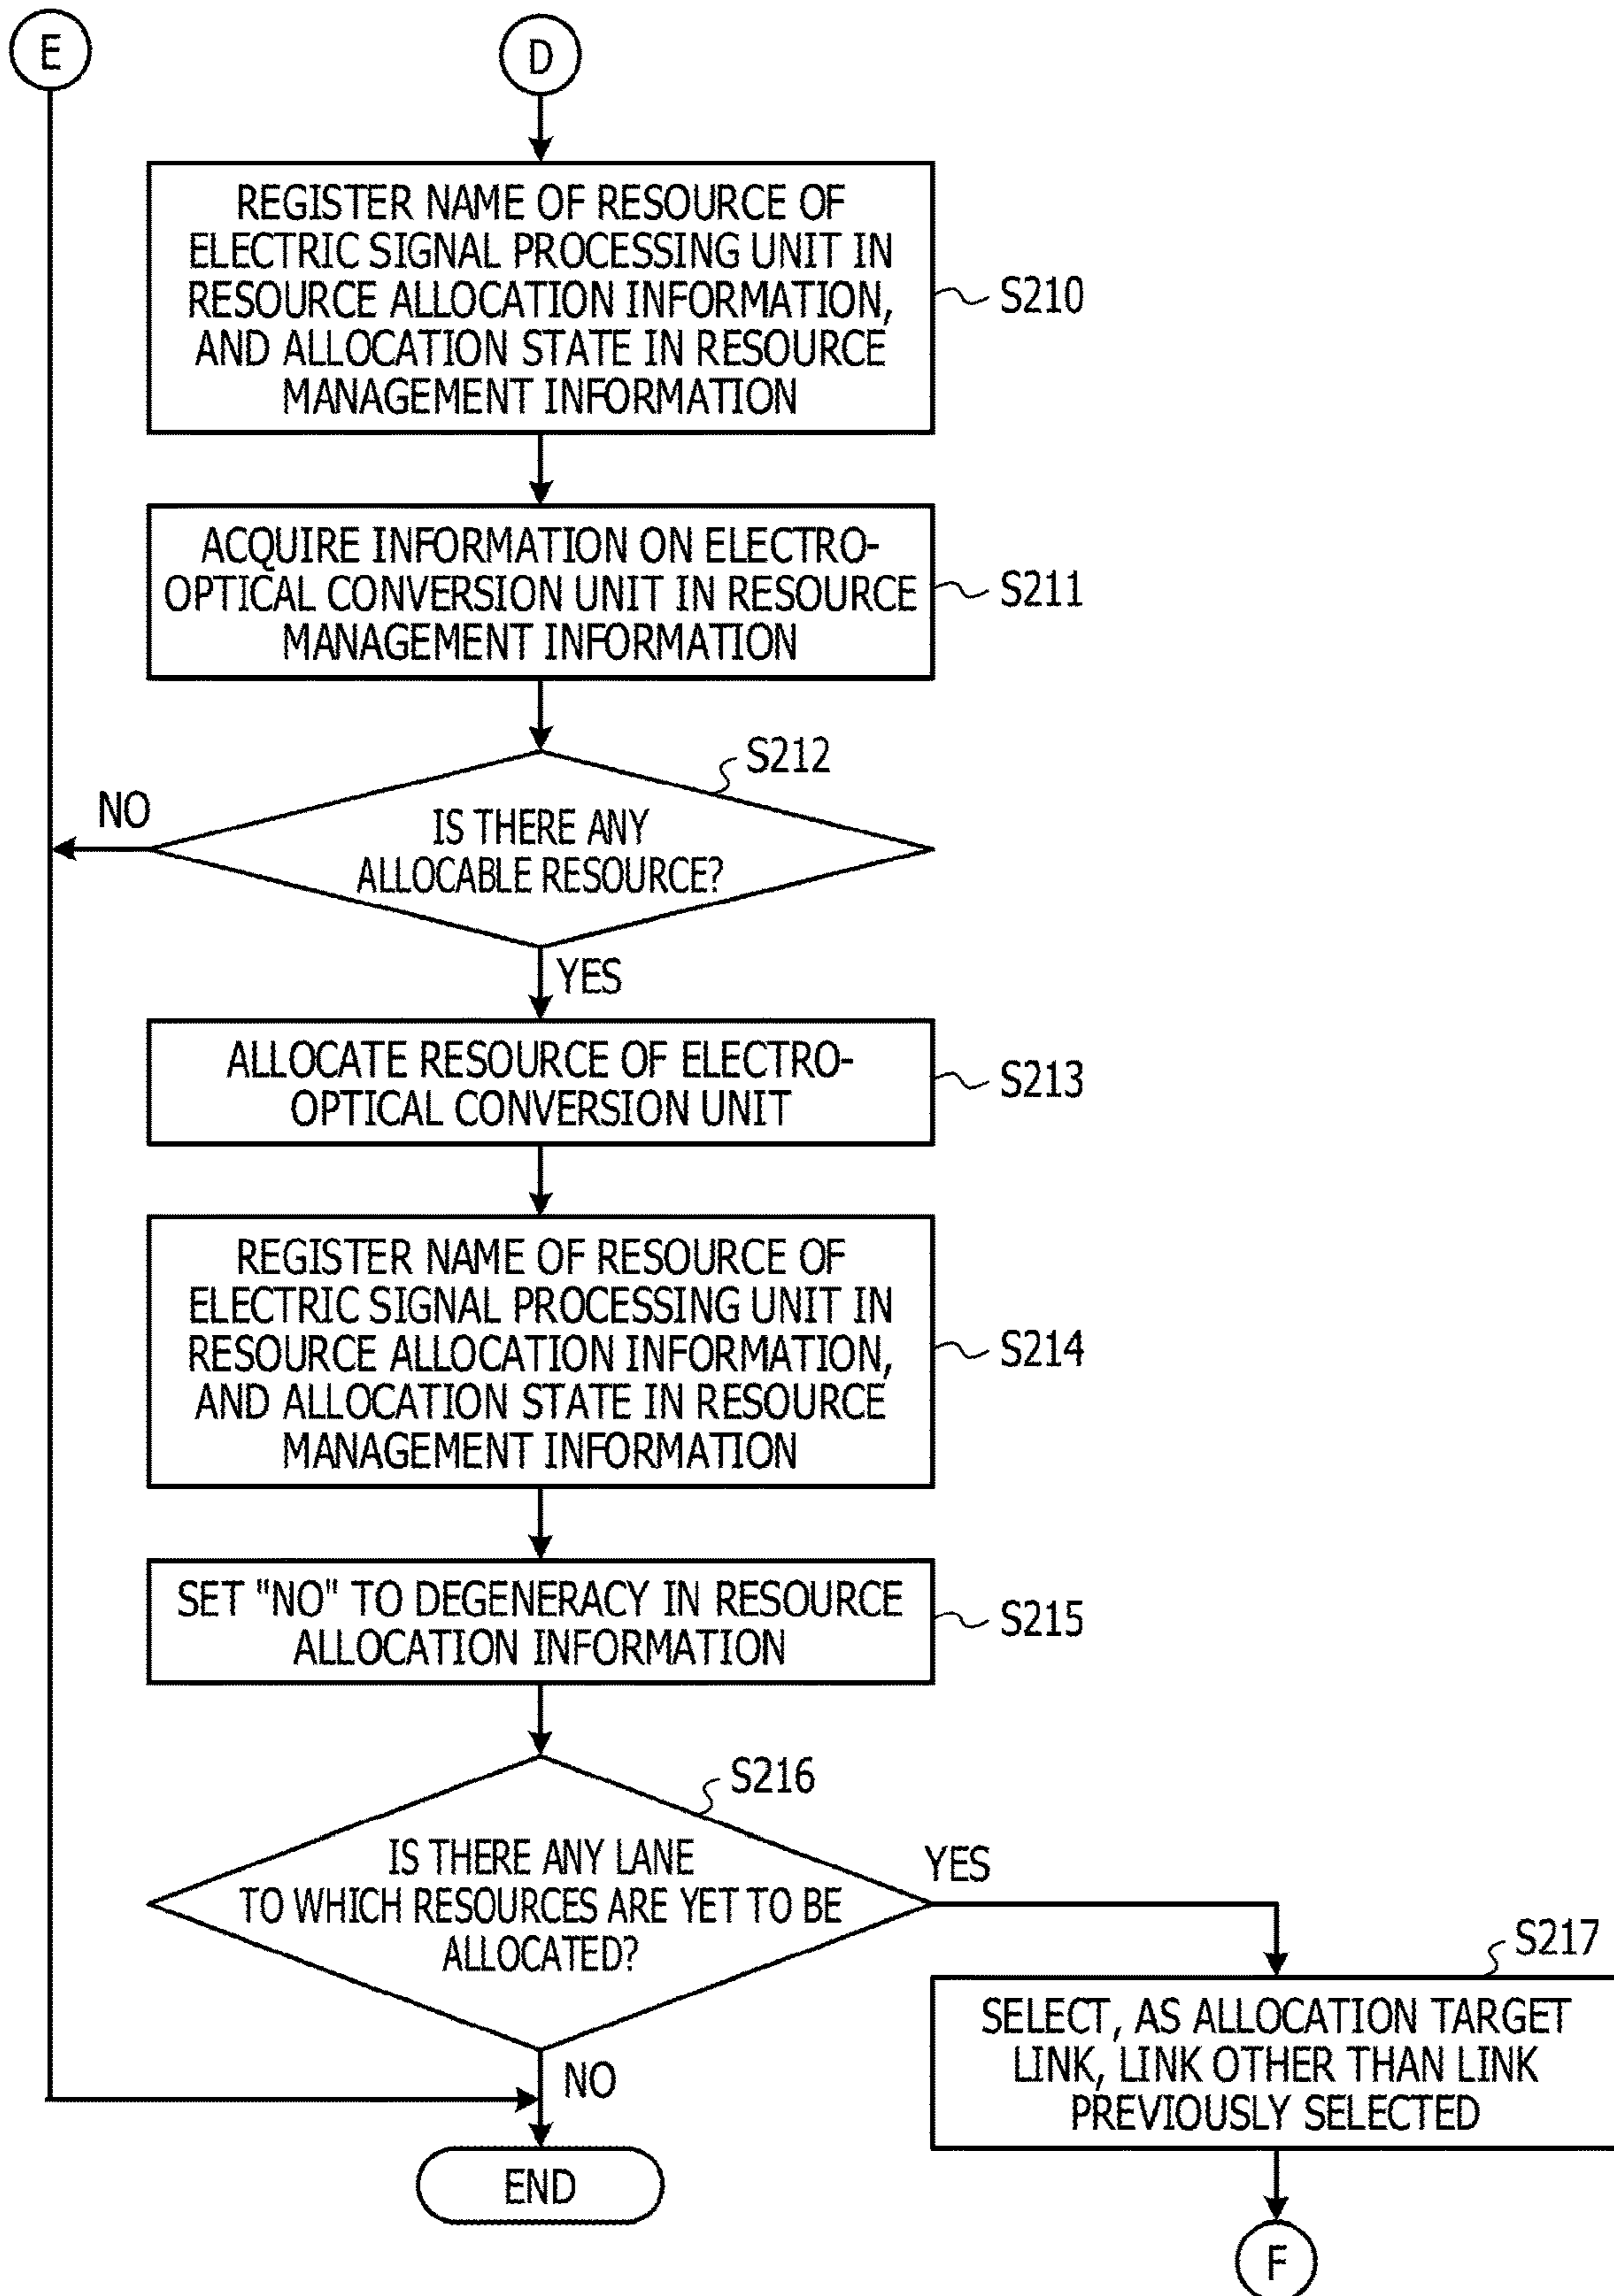 E
D
REGISTER NAME OF RESOURCE OF
ELECTRIC SIGNAL PROCESSING UNIT IN
RESOURCE ALLOCATION INFORMATION,
AND ALLOCATION STATE IN RESOURCE
MANAGEMENT INFORMATION
S210
ACQUIRE INFORMATION ON ELECTRO-
OPTICAL CONVERSION UNIT IN RESOURCE
MANAGEMENT INFORMATION
S211
S212
NO
IS THERE ANY
ALLOCABLE RESOURCE?
YES
ALLOCATE RESOURCE OF ELECTRO-
OPTICAL CONVERSION UNIT
S213
REGISTER NAME OF RESOURCE OF
ELECTRIC SIGNAL PROCESSING UNIT IN
RESOURCE ALLOCATION INFORMATION,
AND ALLOCATION STATE IN RESOURCE
MANAGEMENT INFORMATION
S214
SET "NO" TO DEGENERACY IN RESOURCE
ALLOCATION INFORMATION
S215
S216
IS THERE ANY LANE
TO WHICH RESOURCES ARE YET TO BE
ALLOCATED?
YES
S217
SELECT, AS ALLOCATION TARGET
LINK, LINK OTHER THAN LINK
PREVIOUSLY SELECTED
NO
END
F